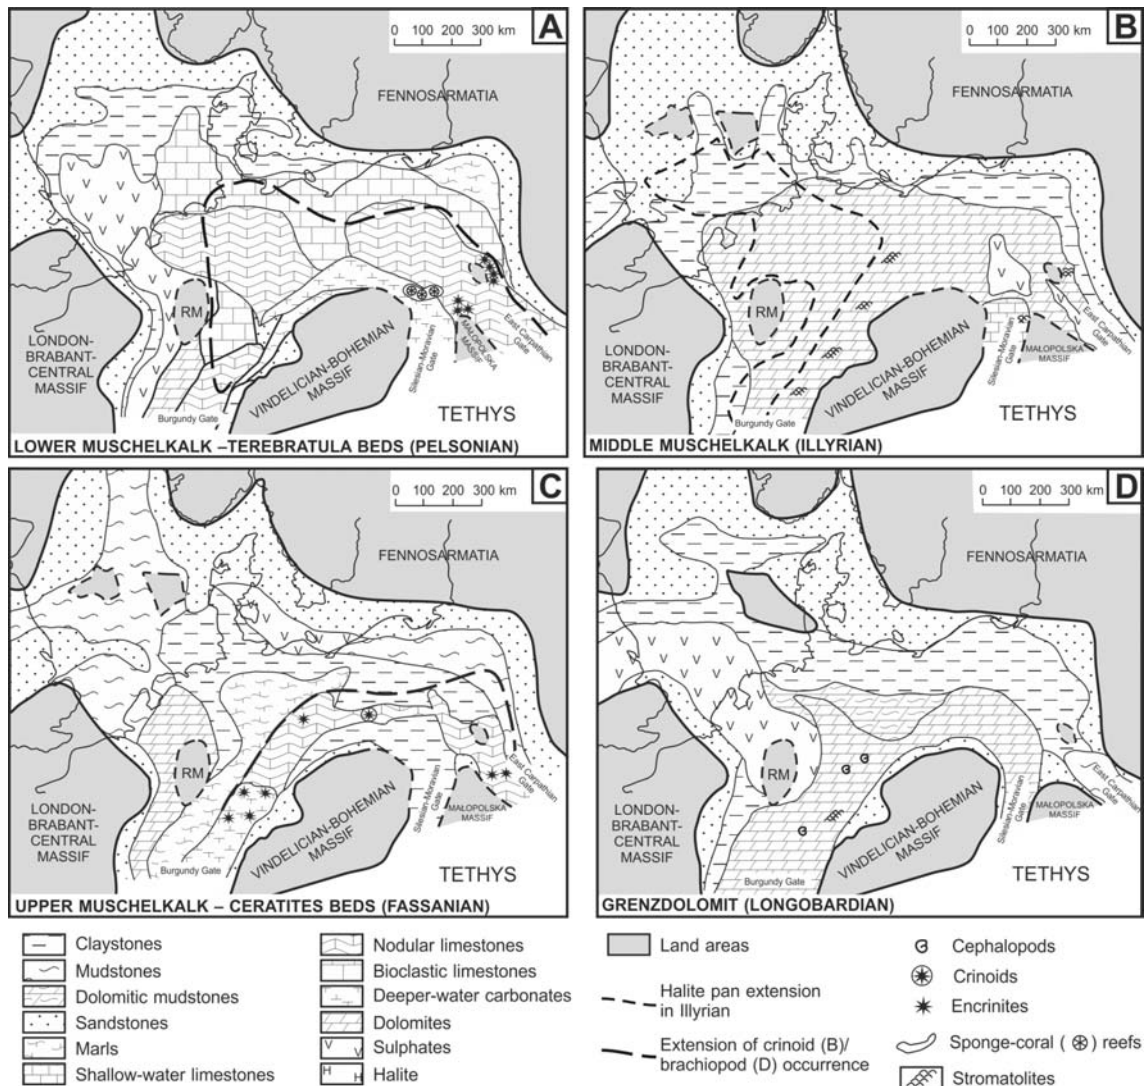 A
0 100 200 300 km
FENNOSARMATIA
RM
LONDON-
BRABANT-
CENTRAL
MASSIF
VINDELICIAN-BOHEMIAN
MASSIF
Silesian-Moravian
Gate
MAŁOPOLSKA
MASSIF
East Carpathian
Gate
TETHYS
Burgundy Gate
LOWER MUSCHELKALK –TEREBRATULA BEDS (PELSONIAN)
B
0 100 200 300 km
FENNOSARMATIA
RM
LONDON-
BRABANT-
CENTRAL
MASSIF
VINDELICIAN-BOHEMIAN
MASSIF
Silesian-Moravian
Gate
MAŁOPOLSKA
MASSIF
East Carpathian
Gate
TETHYS
Burgundy Gate
MIDDLE MUSCHELKALK (ILLYRIAN)
C
0 100 200 300 km
FENNOSARMATIA
RM
LONDON-
BRABANT-
CENTRAL
MASSIF
VINDELICIAN-BOHEMIAN
MASSIF
Silesian-Moravian
Gate
MAŁOPOLSKA
MASSIF
East Carpathian
Gate
TETHYS
Burgundy Gate
UPPER MUSCHELKALK – CERATITES BEDS (FASSANIAN)
D
0 100 200 300 km
FENNOSARMATIA
RM
LONDON-
BRABANT-
CENTRAL
MASSIF
VINDELICIAN-BOHEMIAN
MASSIF
Silesian-Moravian
Gate
MAŁOPOLSKA
MASSIF
East Carpathian
Gate
TETHYS
Burgundy Gate
GRENZDOLOMIT (LONGOBARDIAN)
Claystones
Mudstones
Dolomitic mudstones
Sandstones
Marls
Shallow-water limestones
Nodular limestones
Bioclastic limestones
Deeper-water carbonates
Dolomites
Sulphates
Halite
Land areas
Halite pan extension
in Illyrian
Extension of crinoid (B)/
brachiopod (D) occurrence
Cephalopods
Crinoids
Encrinites
Sponge-coral ( ) reefs
Stromatolites